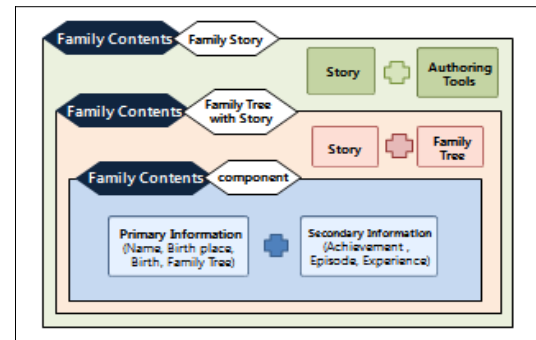 Family Contents
Family Story
Story
Authoring
Tools
Family Contents
Family Tree
with Story
Story
Family
Tree
Family Contents
component
Primary Information
(Name, Birth place,
Birth, Family Tree)
Secondary Information
(Achievement ,
Episode, Experience)